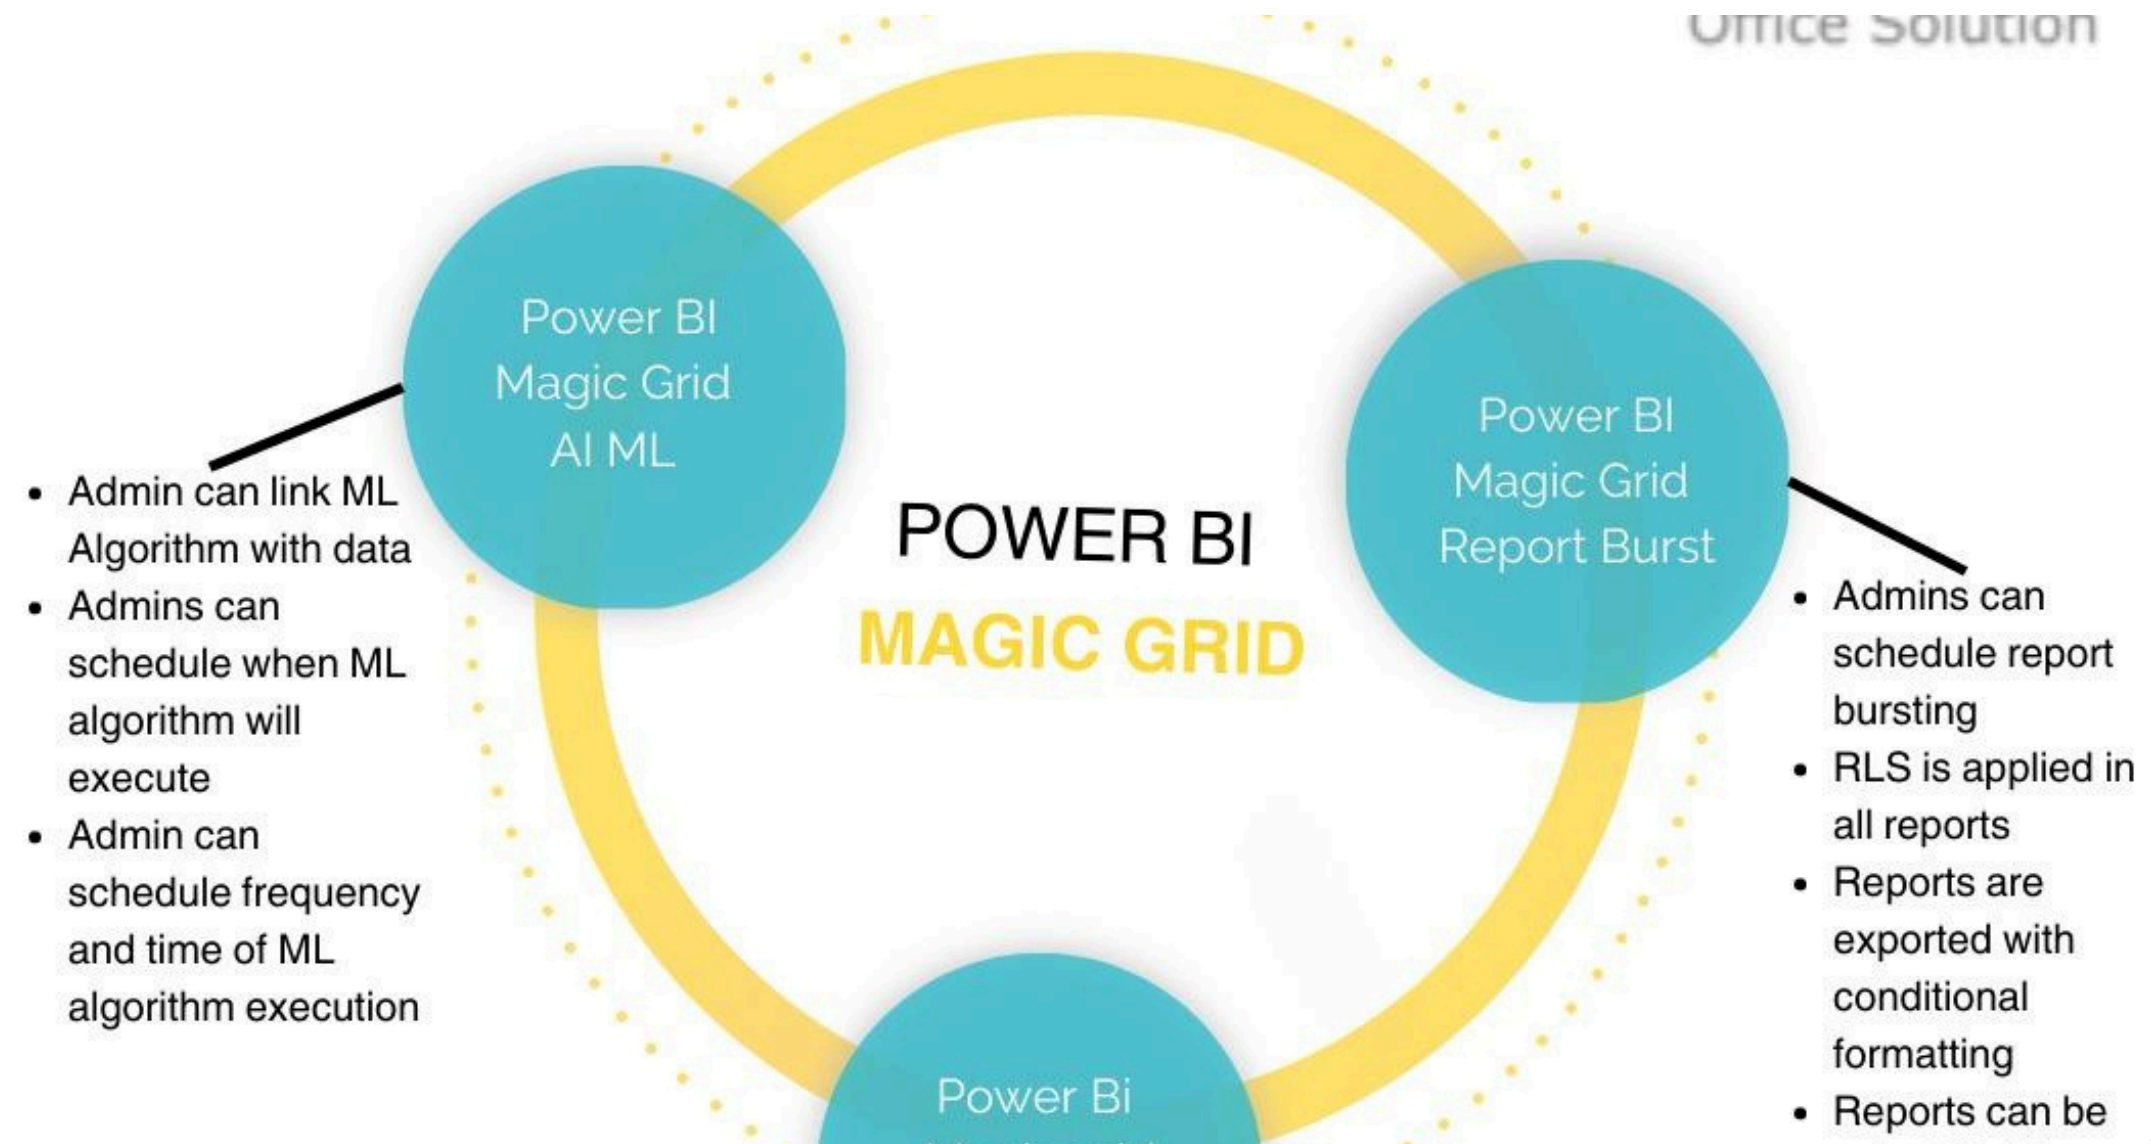 Office Solution
Power BI
Magic Grid
AI ML
Power BI
Magic Grid
Report Burst
POWER BI
MAGIC GRID
• Admin can link ML
Algorithm with data
• Admins can
schedule when ML
algorithm will
execute
• Admin can
schedule frequency
and time of ML
algorithm execution
• Admins can
schedule report
bursting
• RLS is applied in
all reports
• Reports are
exported with
conditional
formatting
• Reports can be
Power Bi